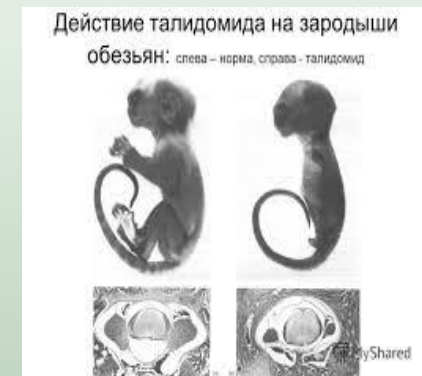 Действие талидомида на зародыши
обезьян: слева – норма, справа - талидомид
MyShared